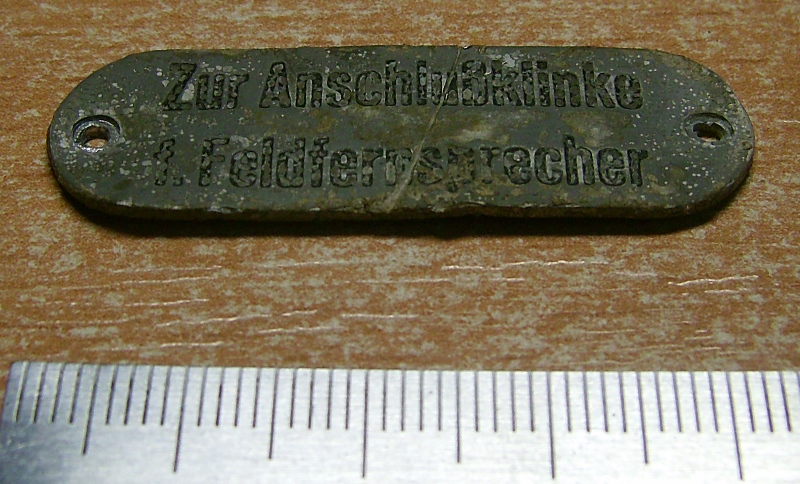 Zur Anschlußklinke
f. Feldfernsprecher